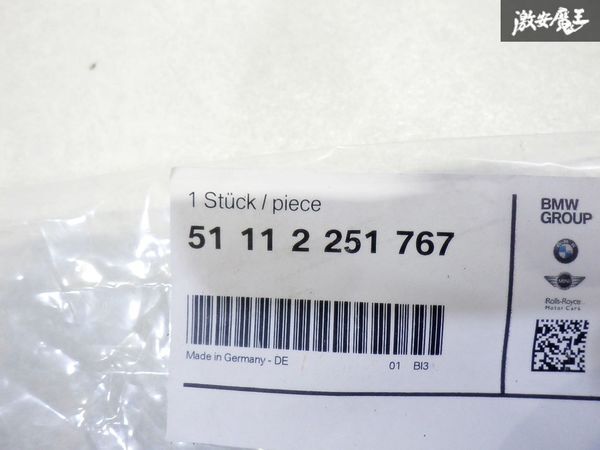 激安魔王
1 Stück / piece
51 11 2 251 767
Made in Germany - DE
01 BI3
BMW
GROUP
MINI
Rolls-Royce
Motor Cars